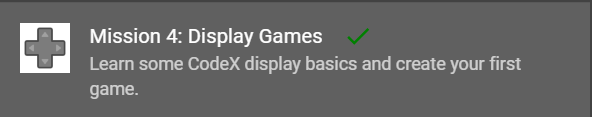 Mission 4: Display Games
Learn some CodeX display basics and create your first
game.